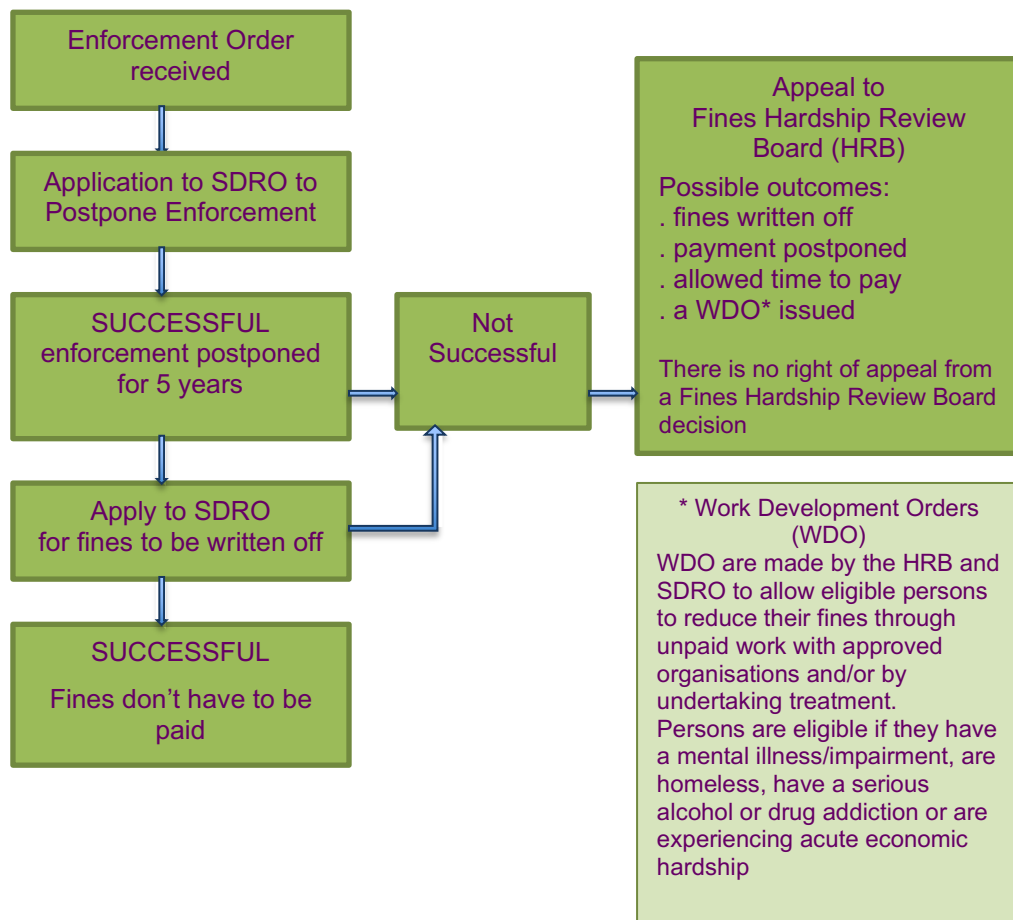 Enforcement Order
received
Application to SDRO to
Postpone Enforcement
SUCCESSFUL
enforcement postponed
for 5 years
Apply to SDRO
for fines to be written off
SUCCESSFUL
Fines don’t have to be
paid
Not
Successful
Appeal to
Fines Hardship Review
Board (HRB)
Possible outcomes:
. fines written off
. payment postponed
. allowed time to pay
. a WDO* issued
There is no right of appeal from
a Fines Hardship Review Board
decision
* Work Development Orders
(WDO)
WDO are made by the HRB and
SDRO to allow eligible persons
to reduce their fines through
unpaid work with approved
organisations and/or by
undertaking treatment.
Persons are eligible if they have
a mental illness/impairment, are
homeless, have a serious
alcohol or drug addiction or are
experiencing acute economic
hardship